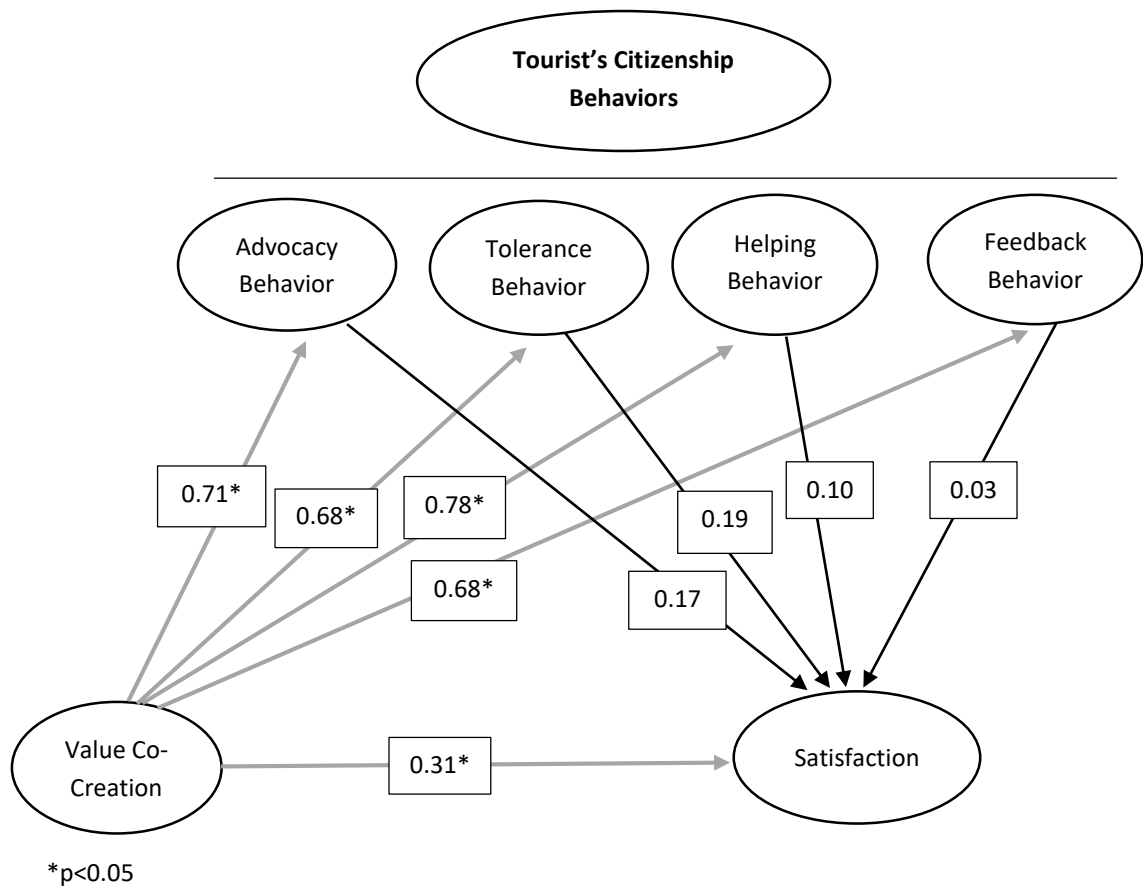 Tourist’s Citizenship
Behaviors
Advocacy
Behavior
Tolerance
Behavior
Helping
Behavior
Feedback
Behavior
0.71*
0.68*
0.78*
0.68*
0.17
0.19
0.10
0.03
Value Co-
Creation
0.31*
Satisfaction
*p<0.05